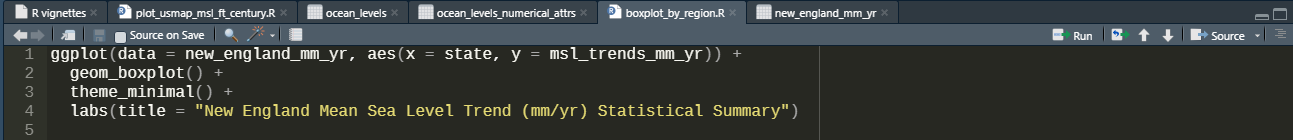 R vignettes × plot_usmap_msl_ft_century.R × ocean_levels × ocean_levels_numerical_attrs × boxplot_by_region.R × new_england_mm_yr ×
Source on Save Run Source
1 ggplot(data = new_england_mm_yr, aes(x = state, y = msl_trends_mm_yr)) +
2 geom_boxplot() +
3 theme_minimal() +
4 labs(title = "New England Mean Sea Level Trend (mm/yr) Statistical Summary")
5